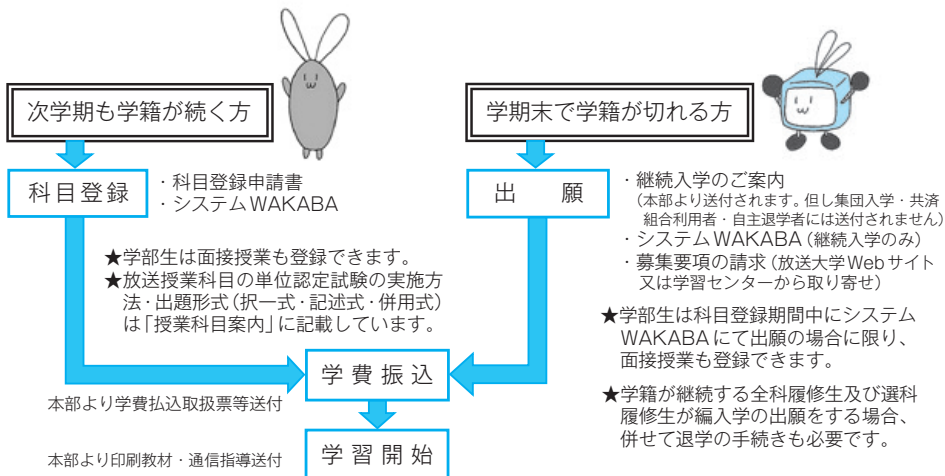 次学期も学籍が続く方
科目登録
・科目登録申請書
・システムWAKABA
★学部生は面接授業も登録できます。
★放送授業科目の単位認定試験の実施方
法・出題形式(択一式・記述式・併用式)
は「授業科目案内」に記載しています。
学期末で学籍が切れる方
出　願
・継続入学のご案内
(本部より送付されます。但し集団入学・共済
組合利用者・自主退学者には送付されません)
・システムWAKABA(継続入学のみ)
・募集要項の請求(放送大学Webサイト
又は学習センターから取り寄せ)
★学部生は科目登録期間中にシステム
WAKABAにて出願の場合に限り、
面接授業も登録できます。
★学籍が継続する全科履修生及び選科
履修生が編入学の出願をする場合、
併せて退学の手続きも必要です。
学費振込
本部より学費払込取扱票等送付
学習開始
本部より印刷教材・通信指導送付